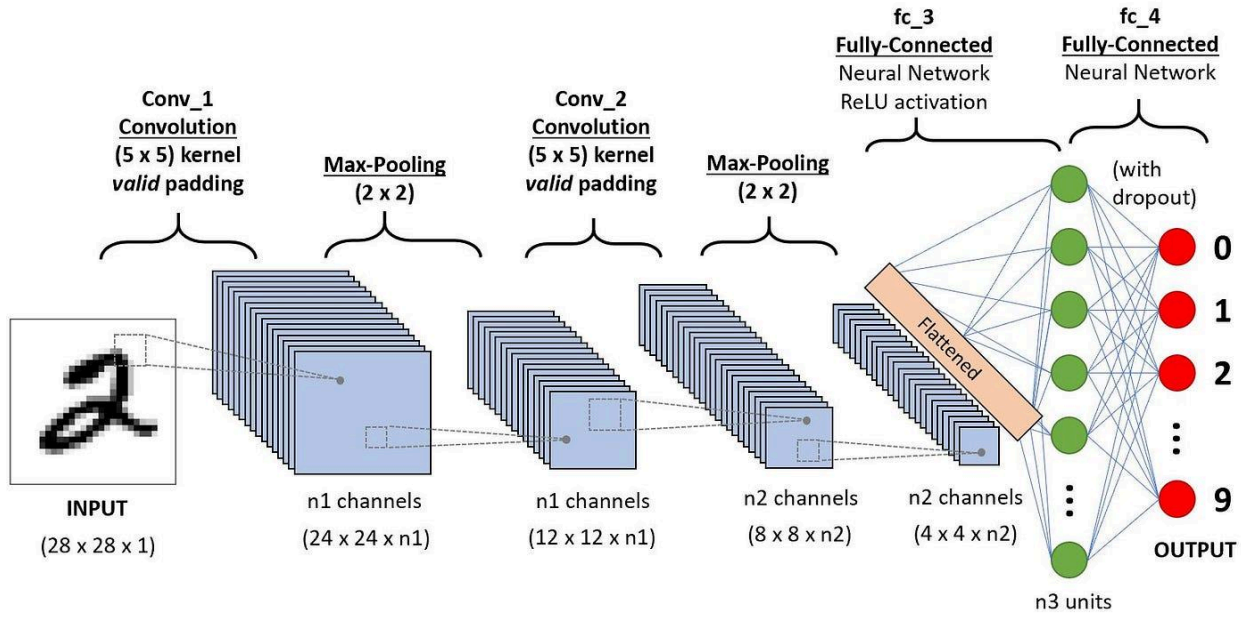 fc_3
Fully-Connected
Neural Network
ReLU activation
fc_4
Fully-Connected
Neural Network
Conv_1
Convolution
(5 x 5) kernel
valid padding
Max-Pooling
(2 x 2)
Conv_2
Convolution
(5 x 5) kernel
valid padding
Max-Pooling
(2 x 2)
(with
dropout)
Flattened
0
1
2
9
INPUT
(28 x 28 x 1)
n1 channels
(24 x 24 x n1)
n1 channels
(12 x 12 x n1)
n2 channels
(8 x 8 x n2)
n2 channels
(4 x 4 x n2)
OUTPUT
n3 units
2